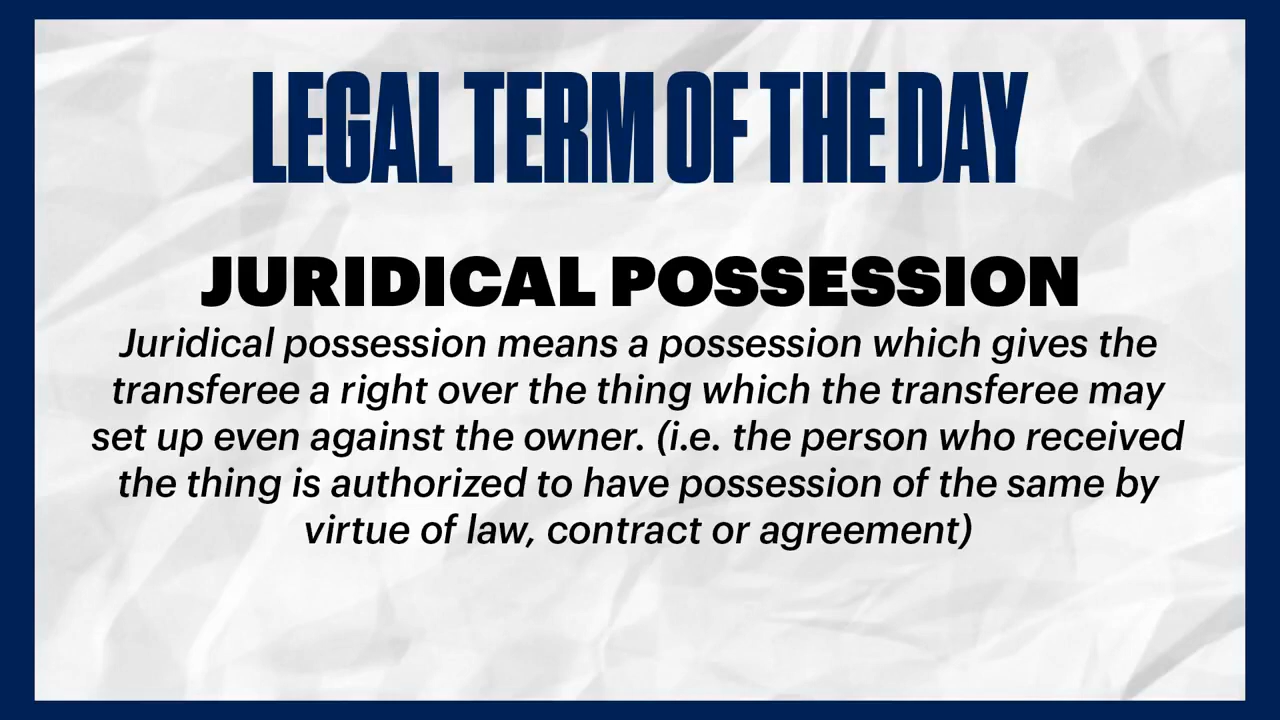 LEGAL TERM OF THE DAY
JURIDICAL POSSESSION
Juridical possession means a possession which gives the
transferee a right over the thing which the transferee may
set up even against the owner. (i.e. the person who received
the thing is authorized to have possession of the same by
virtue of law, contract or agreement)